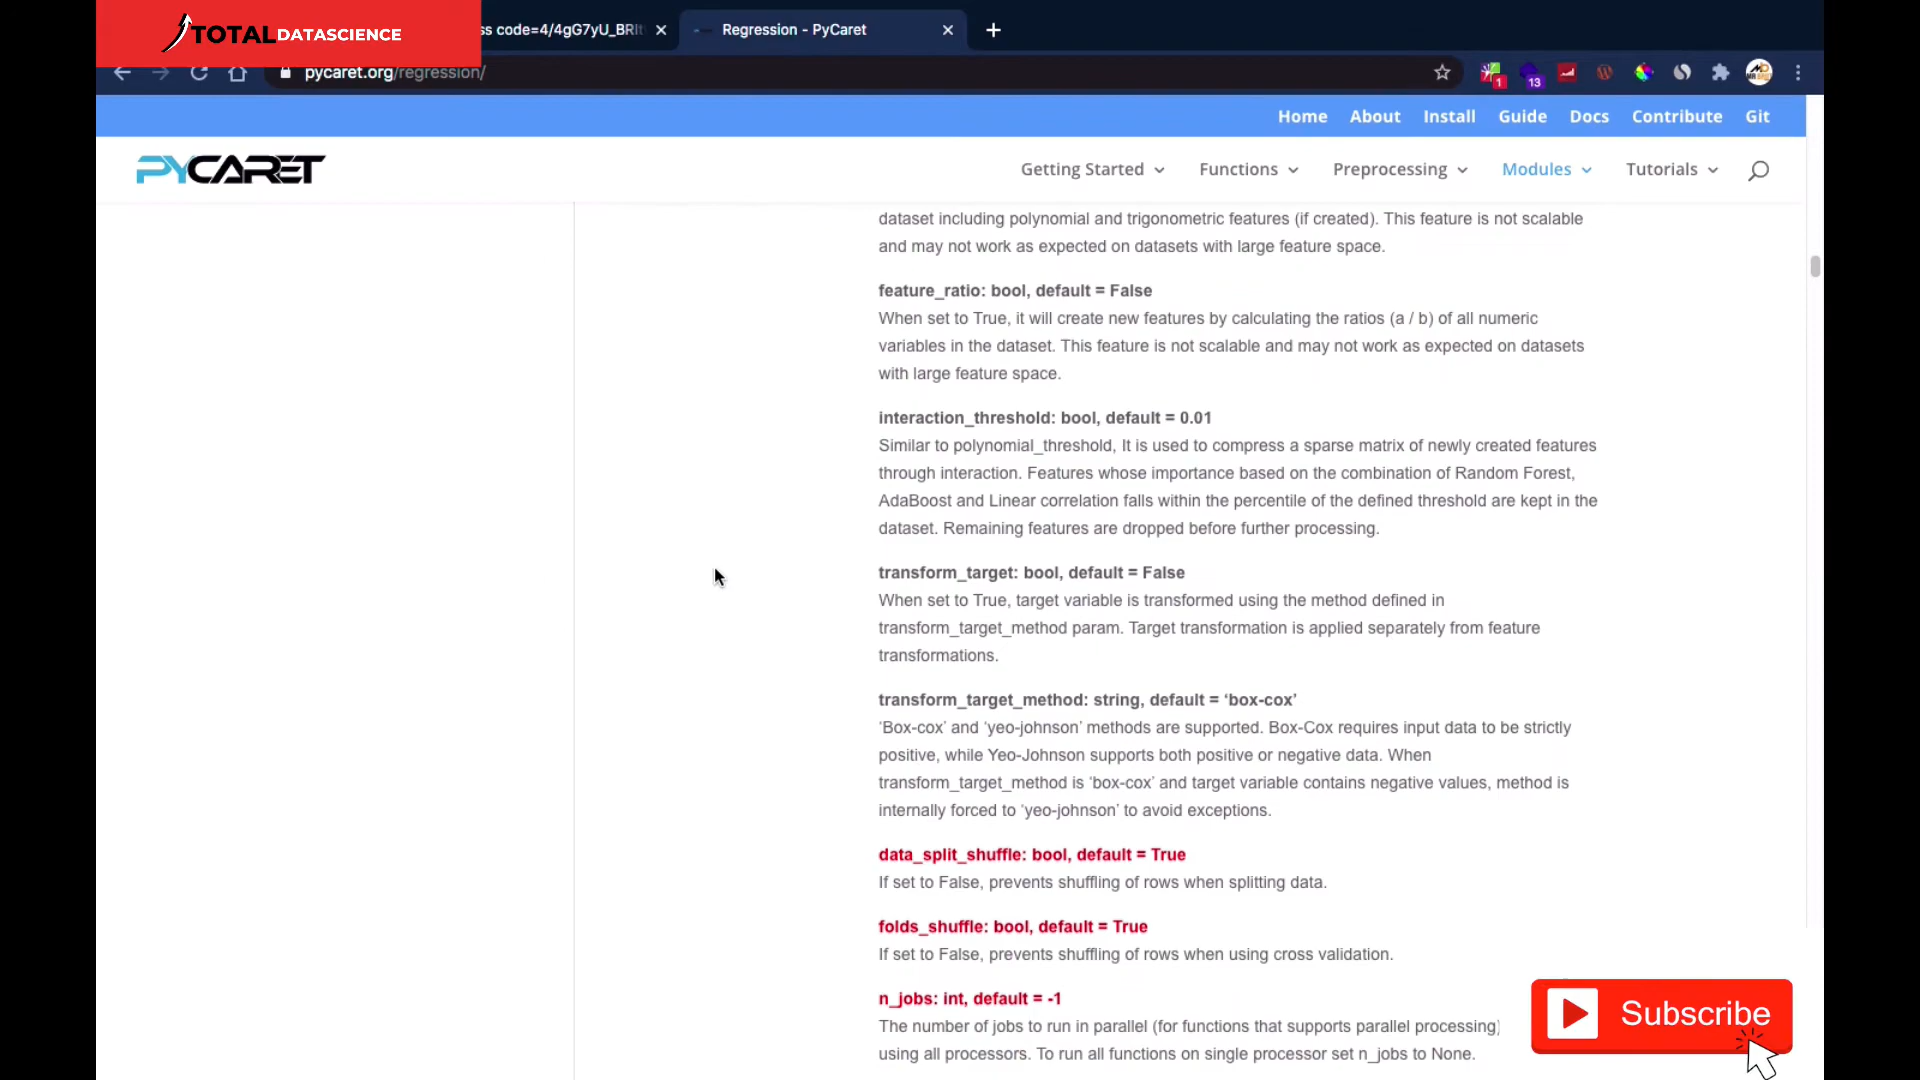 TOTAL DATASCIENCE
ss code=4/4gG7yU_BRIt
Regression - PyCaret
pycaret.org/regression/
1
13
Home About Install Guide Docs Contribute Git
PYCARET
Getting Started Functions Preprocessing Modules Tutorials
dataset including polynomial and trigonometric features (if created). This feature is not scalable
and may not work as expected on datasets with large feature space.
feature_ratio: bool, default = False
When set to True, it will create new features by calculating the ratios (a / b) of all numeric
variables in the dataset. This feature is not scalable and may not work as expected on datasets
with large feature space.
interaction_threshold: bool, default = 0.01
Similar to polynomial_threshold, It is used to compress a sparse matrix of newly created features
through interaction. Features whose importance based on the combination of Random Forest,
AdaBoost and Linear correlation falls within the percentile of the defined threshold are kept in the
dataset. Remaining features are dropped before further processing.
transform_target: bool, default = False
When set to True, target variable is transformed using the method defined in
transform_target_method param. Target transformation is applied separately from feature
transformations.
transform_target_method: string, default = ‘box-cox’
‘Box-cox’ and ‘yeo-johnson’ methods are supported. Box-Cox requires input data to be strictly
positive, while Yeo-Johnson supports both positive or negative data. When
transform_target_method is ‘box-cox’ and target variable contains negative values, method is
internally forced to ‘yeo-johnson’ to avoid exceptions.
data_split_shuffle: bool, default = True
If set to False, prevents shuffling of rows when splitting data.
folds_shuffle: bool, default = True
If set to False, prevents shuffling of rows when using cross validation.
n_jobs: int, default = -1
The number of jobs to run in parallel (for functions that supports parallel processing)
using all processors. To run all functions on single processor set n_jobs to None.
Subscribe